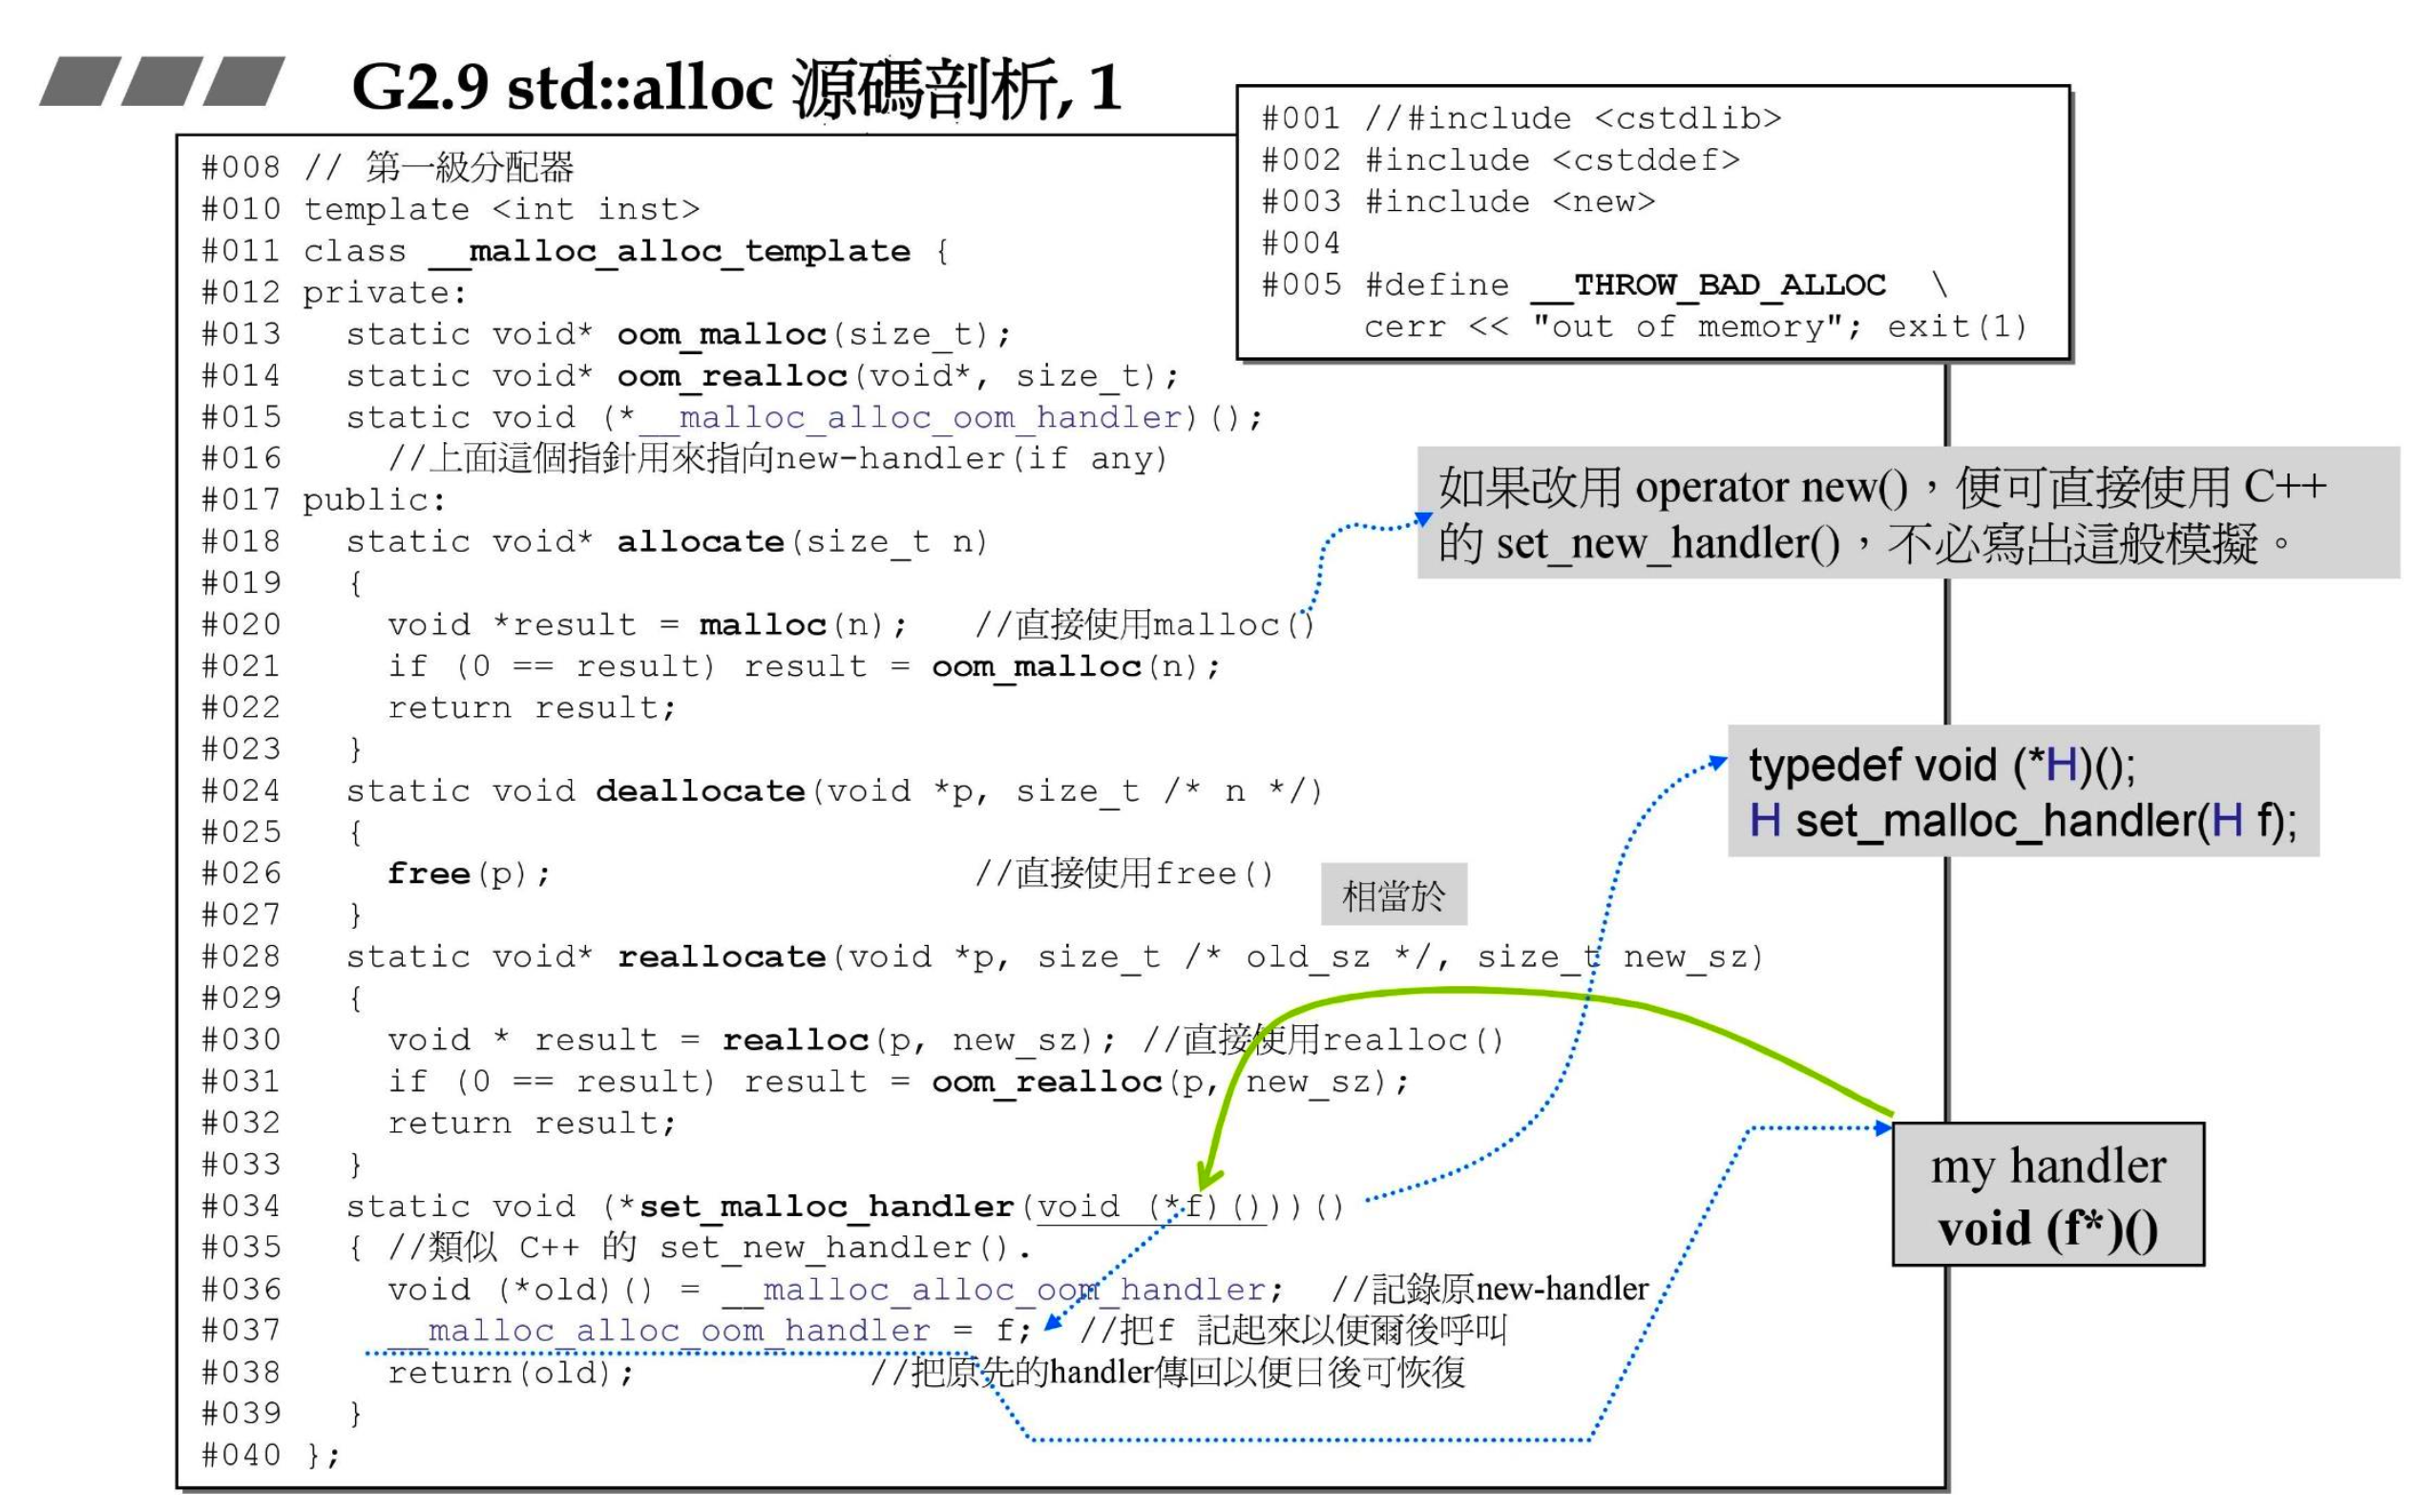 G2.9 std::alloc 源碼剖析, 1
#001 //#include <cstdlib>
#002 #include <cstddef>
#003 #include <new>
#004
#005 #define __THROW_BAD_ALLOC \
cerr << "out of memory"; exit(1)
#008 // 第一級分配器
#010 template <int inst>
#011 class __malloc_alloc_template {
#012 private:
#013 static void* oom_malloc(size_t);
#014 static void* oom_realloc(void*, size_t);
#015 static void (*__malloc_alloc_oom_handler)();
#016 //上面這個指針用來指向new-handler(if any)
#017 public:
#018 static void* allocate(size_t n)
#019 {
#020 void *result = malloc(n); //直接使用malloc()
#021 if (0 == result) result = oom_malloc(n);
#022 return result;
#023 }
#024 static void deallocate(void *p, size_t /* n */)
#025 {
#026 free(p); //直接使用free()
#027 }
#028 static void* reallocate(void *p, size_t /* old_sz */, size_t new_sz)
#029 {
#030 void * result = realloc(p, new_sz); //直接使用realloc()
#031 if (0 == result) result = oom_realloc(p, new_sz);
#032 return result;
#033 }
#034 static void (*set_malloc_handler(void (*f)()))()
#035 { //類似 C++ 的 set_new_handler().
#036 void (*old)() = __malloc_alloc_oom_handler; //記錄原new-handler
#037 __malloc_alloc_oom_handler = f; //把f 記起來以便爾後呼叫
#038 return(old); //把原先的handler傳回以便日後可恢復
#039 }
#040 };
如果改用 operator new()，便可直接使用 C++
的 set_new_handler()，不必寫出這般模擬。
typedef void (*H)();
H set_malloc_handler(H f);
相當於
my handler
void (f*)()